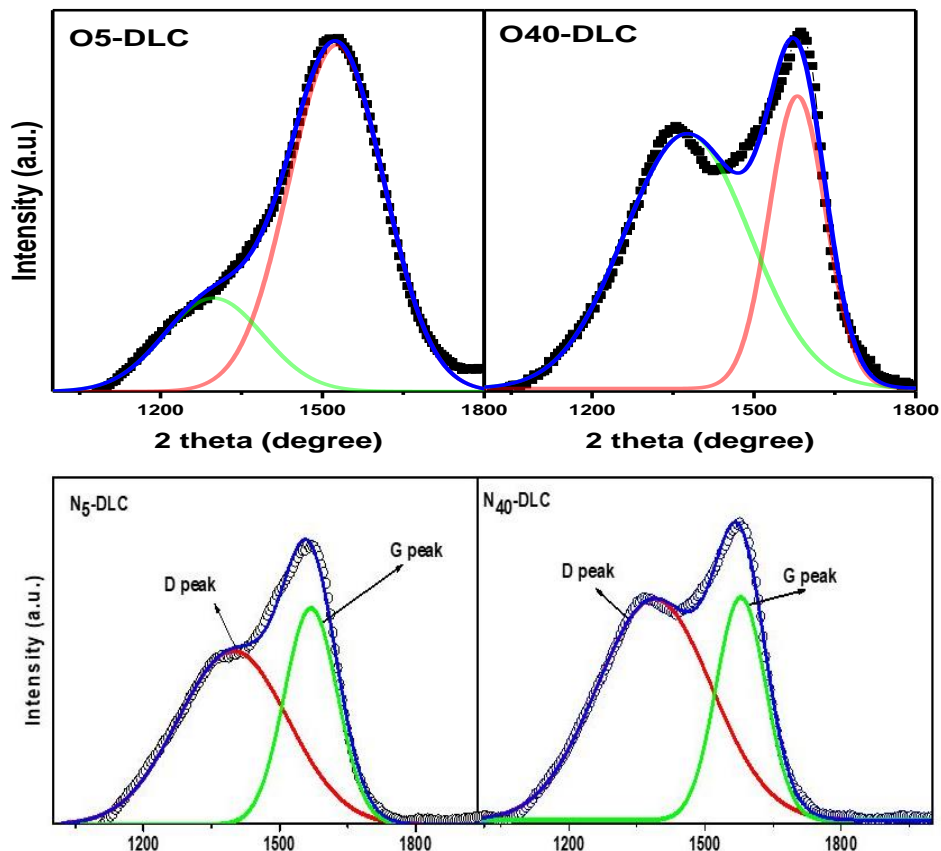 O5-DLC
O40-DLC
Intensity (a.u.)
1200
1500
1800
1200
1500
1800
2 theta (degree)
2 theta (degree)
N5-DLC
N40-DLC
D peak
G peak
D peak
G peak
Intensity (a.u.)
1200
1500
1800
1200
1500
1800